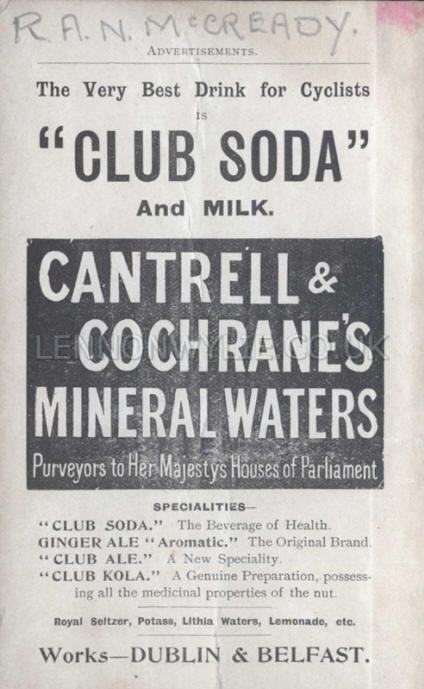 R. A. N. McCREADY.
ADVERTISEMENTS.
The Very Best Drink for Cyclists
IS
"CLUB SODA"
And MILK.
CANTRELL &
COCHRANE'S
LENNONWYLIE.CO.UK
MINERAL WATERS
Purveyors to Her Majesty's Houses of Parliament
SPECIALITIES—
"CLUB SODA." The Beverage of Health.
GINGER ALE "Aromatic." The Original Brand.
"CLUB ALE." A New Speciality.
"CLUB KOLA." A Genuine Preparation, possess-
ing all the medicinal properties of the nut.
Royal Seltzer, Potass, Lithia Waters, Lemonade, etc.
Works—DUBLIN & BELFAST.